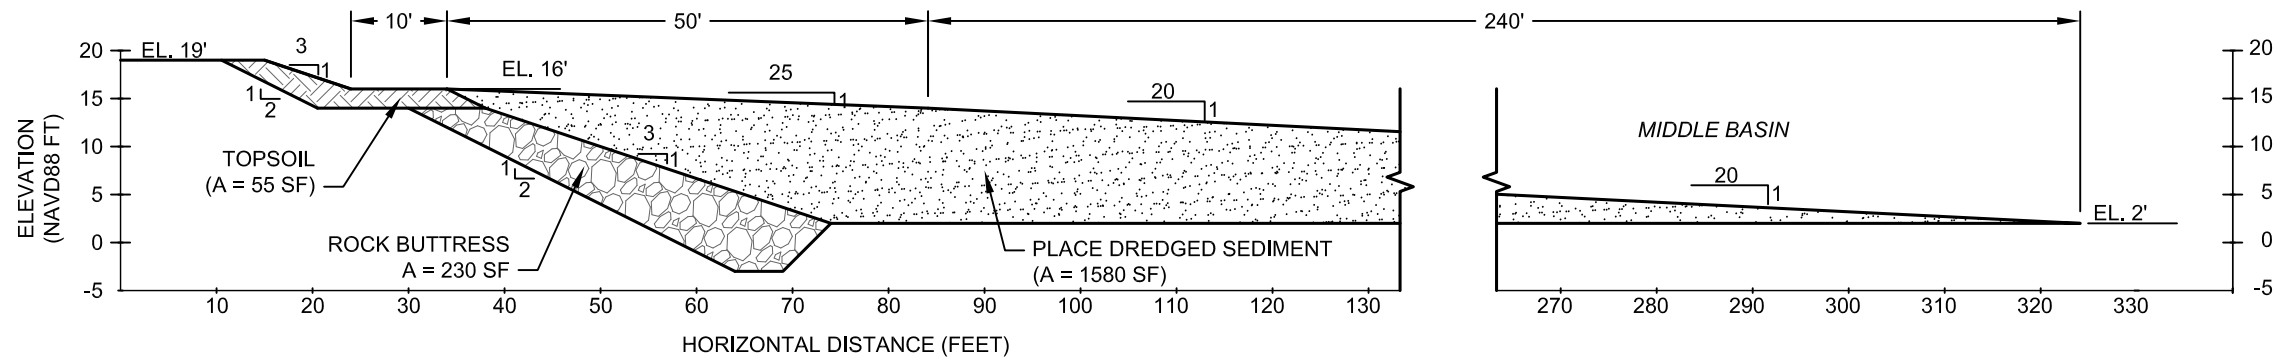 10' 50' 240'
20 EL. 19' 3 1 EL. 16' 25 1 20 1 20
15 1 2 15
10 TOPSOIL (A = 55 SF) 3 1 MIDDLE BASIN 10
5 1 2 20 1 5
0 EL. 2' 0
ROCK BUTTRESS
A = 230 SF
PLACE DREDGED SEDIMENT
(A = 1580 SF)
-5 -5
ELEVATION
(NAVD88 FT)
10 20 30 40 50 60 70 80 90 100 110 120 130 270 280 290 300 310 320 330
HORIZONTAL DISTANCE (FEET)